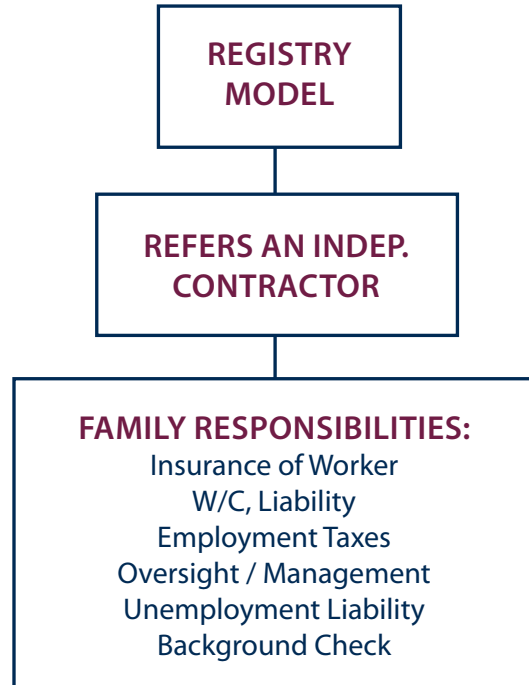 REGISTRY
MODEL
REFERS AN INDEP.
CONTRACTOR
FAMILY RESPONSIBILITIES:
Insurance of Worker
W/C, Liability
Employment Taxes
Oversight / Management
Unemployment Liability
Background Check